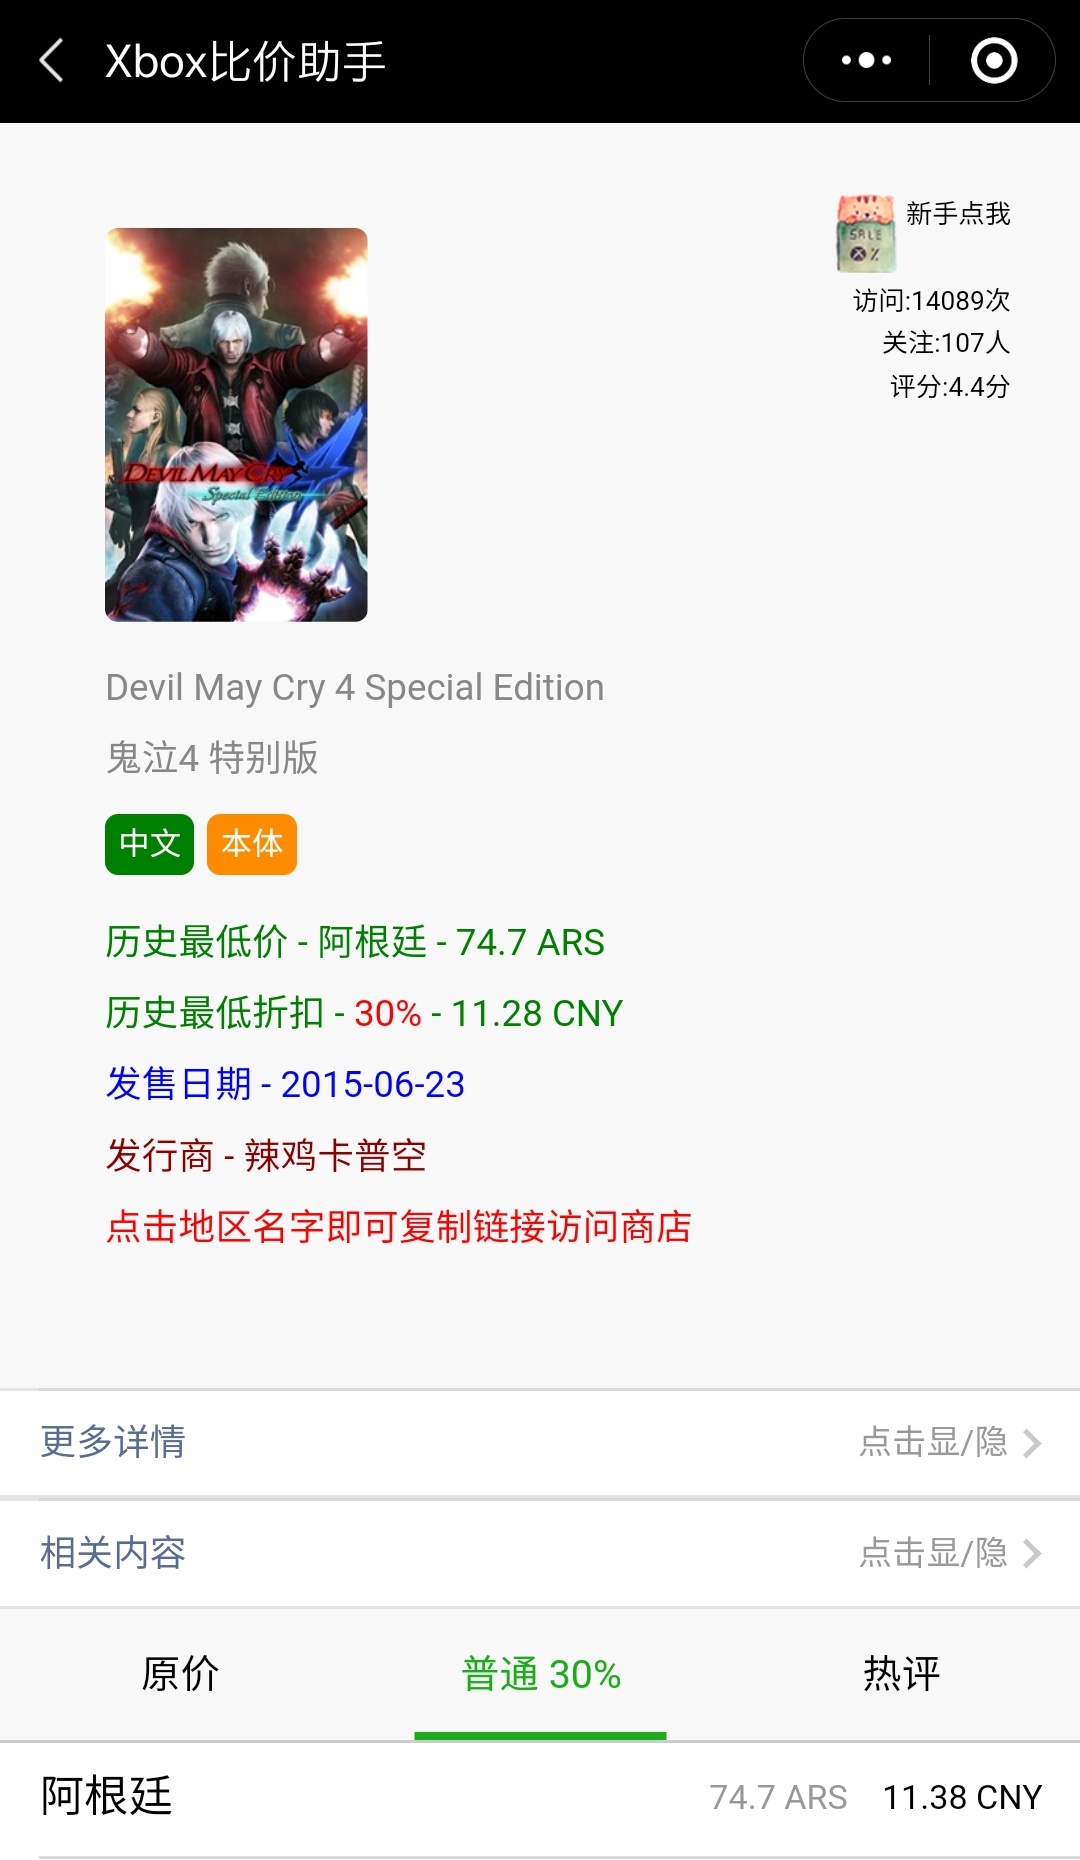 Xbox比价助手
新手点我
SALE
%
访问:14089次
关注:107人
评分:4.4分
DEVIL MAY CRY 4
Special Edition
Devil May Cry 4 Special Edition
鬼泣4 特别版
中文 本体
历史最低价 - 阿根廷 - 74.7 ARS
历史最低折扣 - 30% - 11.28 CNY
发售日期 - 2015-06-23
发行商 - 辣鸡卡普空
点击地区名字即可复制链接访问商店
更多详情 点击显/隐
相关内容 点击显/隐
原价 普通 30% 热评
阿根廷 74.7 ARS 11.38 CNY